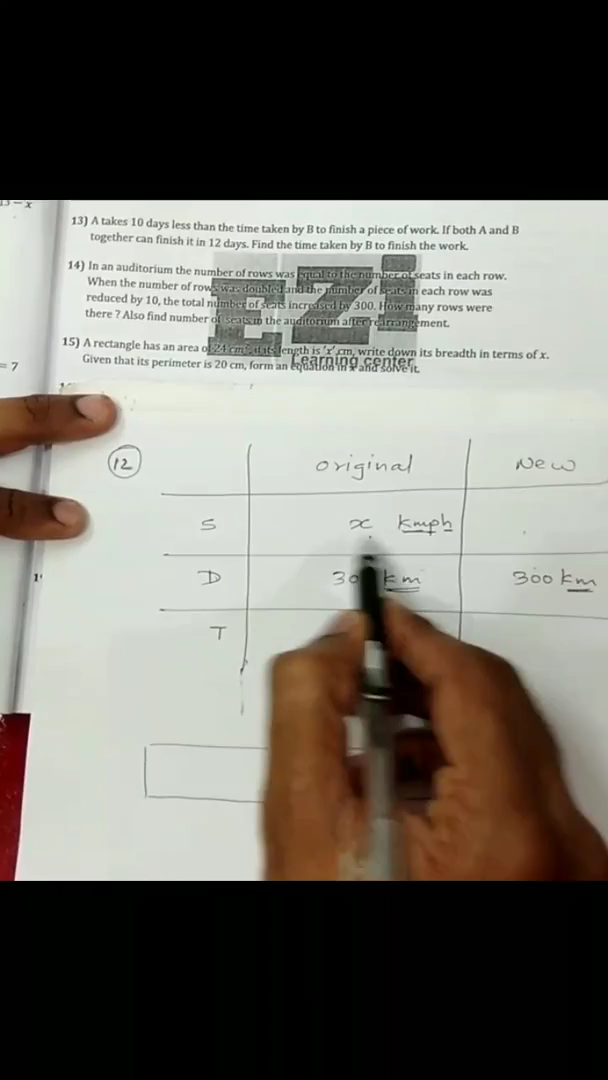 13 − x
13) A takes 10 days less than the time taken by B to finish a piece of work. If both A and B
together can finish it in 12 days. Find the time taken by B to finish the work.
14) In an auditorium the number of rows was equal to the number of seats in each row.
When the number of rows was doubled and the number of seats in each row was
reduced by 10, the total number of seats increased by 300. How many rows were
there ? Also find number of seats in the auditorium after rearrangement.
15) A rectangle has an area of 24 cm², if its length is 'x' cm, write down its breadth in terms of x.
= 7
Given that its perimeter is 20 cm, form an equation in x and solve it.
EZI
Learning center
12
original New
S x kmph
D 300 km 300 km
T